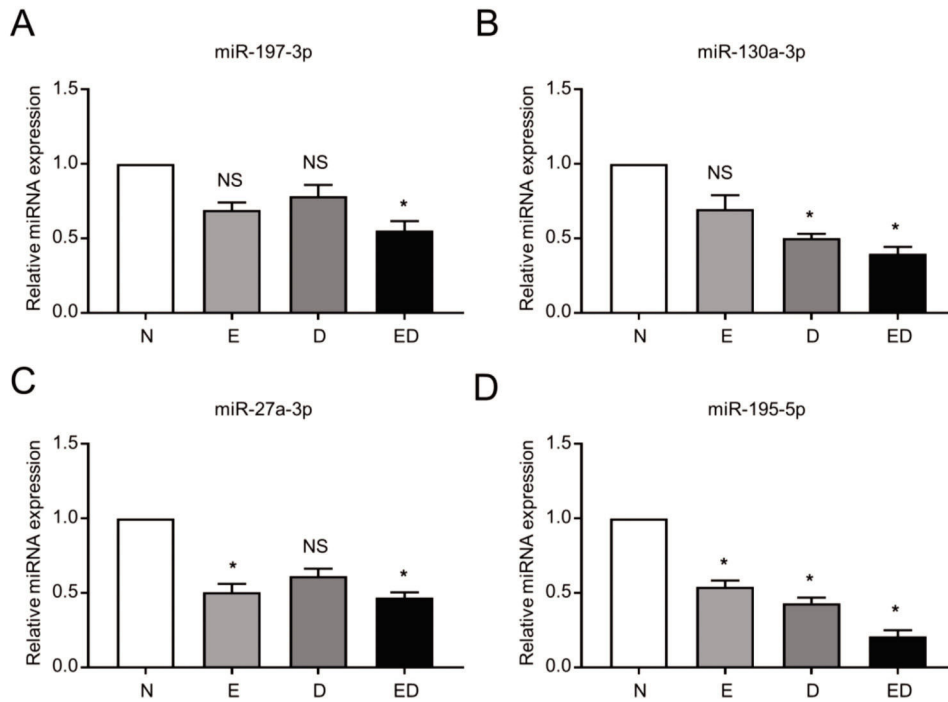 A
miR-197-3p
Relative miRNA expression
1.5
1.0
0.5
0.0
NS
NS
*
N E D ED
B
miR-130a-3p
Relative miRNA expression
1.5
1.0
0.5
0.0
NS
*
*
N E D ED
C
miR-27a-3p
Relative miRNA expression
1.5
1.0
0.5
0.0
*
NS
*
N E D ED
D
miR-195-5p
Relative miRNA expression
1.5
1.0
0.5
0.0
*
*
*
N E D ED